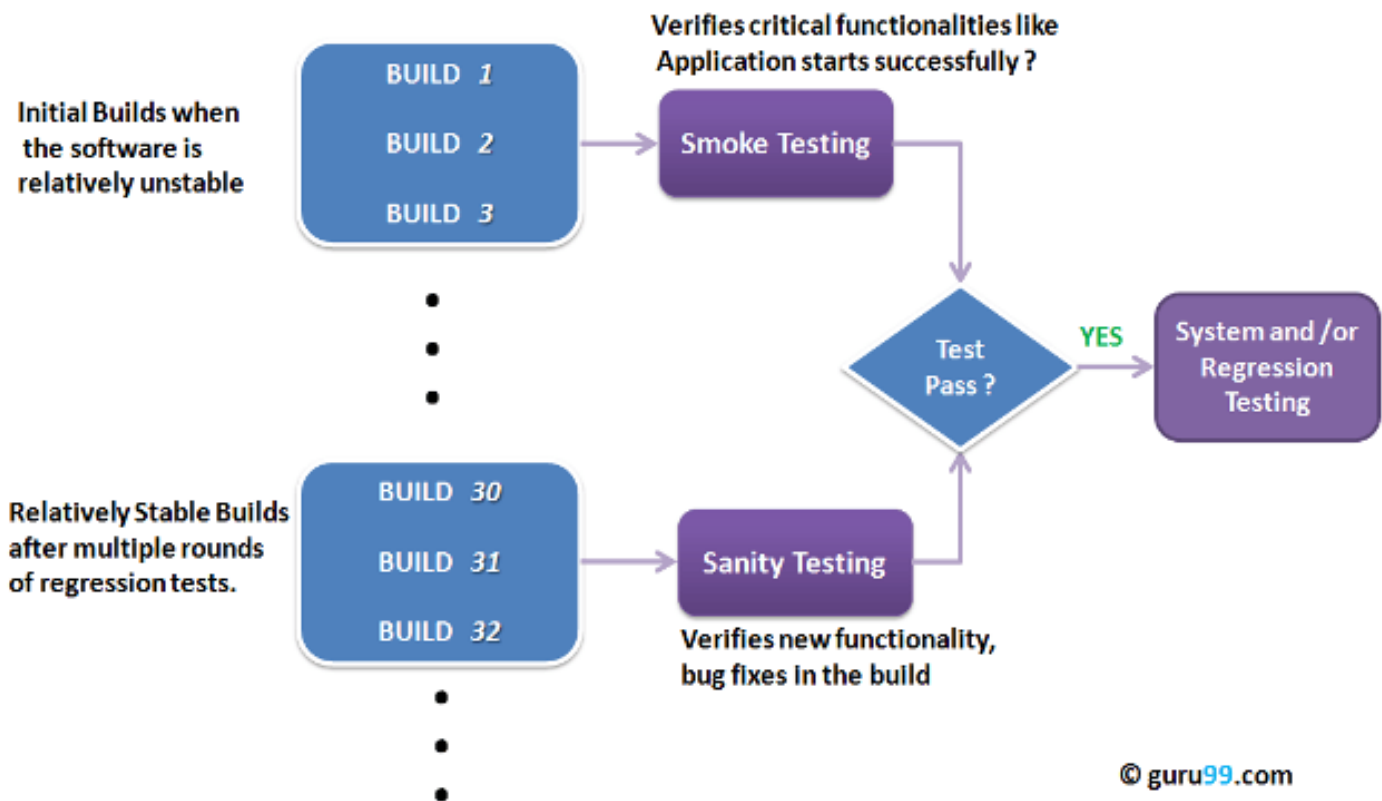 Verifies critical functionalities like
Application starts successfully ?
Initial Builds when
the software is
relatively unstable
BUILD 1
BUILD 2
BUILD 3
Smoke Testing
Test
Pass ?
YES
System and /or
Regression
Testing
Relatively Stable Builds
after multiple rounds
of regression tests.
BUILD 30
BUILD 31
BUILD 32
Sanity Testing
Verifies new functionality,
bug fixes in the build
© guru99.com